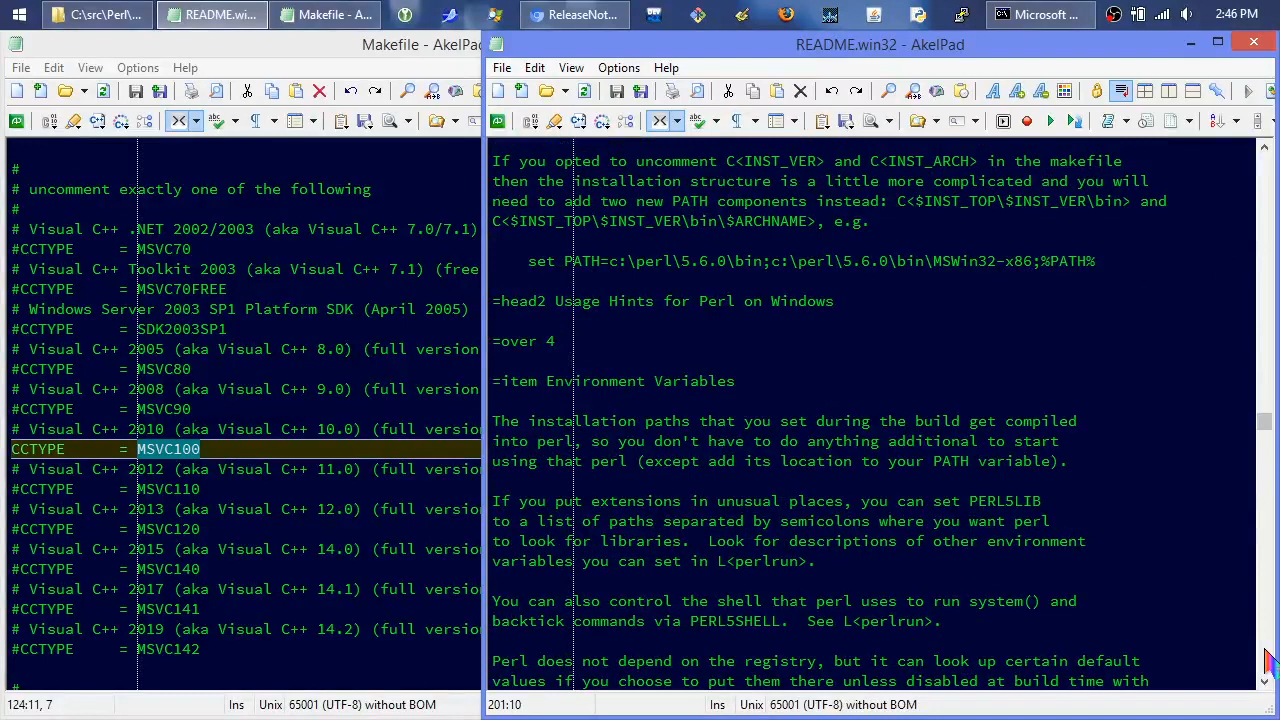 C:\src\Perl...
README.wi...
Makefile - A...
ReleaseNot...
Microsoft ...
2:46 PM
Makefile - AkelPad
File Edit View Options Help
#
# uncomment exactly one of the following
#
# Visual C++ .NET 2002/2003 (aka Visual C++ 7.0/7.1)
#CCTYPE = MSVC70
# Visual C++ Toolkit 2003 (aka Visual C++ 7.1) (free
#CCTYPE = MSVC70FREE
# Windows Server 2003 SP1 Platform SDK (April 2005)
#CCTYPE = SDK2003SP1
# Visual C++ 2005 (aka Visual C++ 8.0) (full version
#CCTYPE = MSVC80
# Visual C++ 2008 (aka Visual C++ 9.0) (full version
#CCTYPE = MSVC90
# Visual C++ 2010 (aka Visual C++ 10.0) (full version
CCTYPE = MSVC100
# Visual C++ 2012 (aka Visual C++ 11.0) (full version
#CCTYPE = MSVC110
# Visual C++ 2013 (aka Visual C++ 12.0) (full version
#CCTYPE = MSVC120
# Visual C++ 2015 (aka Visual C++ 14.0) (full version
#CCTYPE = MSVC140
# Visual C++ 2017 (aka Visual C++ 14.1) (full version
#CCTYPE = MSVC141
# Visual C++ 2019 (aka Visual C++ 14.2) (full version
#CCTYPE = MSVC142
#
124:11, 7 Ins Unix 65001 (UTF-8) without BOM
README.win32 - AkelPad
File Edit View Options Help
If you opted to uncomment C<INST_VER> and C<INST_ARCH> in the makefile
then the installation structure is a little more complicated and you will
need to add two new PATH components instead: C<$INST_TOP\$INST_VER\bin> and
C<$INST_TOP\$INST_VER\bin\$ARCHNAME>, e.g.
set PATH=c:\perl\5.6.0\bin;c:\perl\5.6.0\bin\MSWin32-x86;%PATH%
=head2 Usage Hints for Perl on Windows
=over 4
=item Environment Variables
The installation paths that you set during the build get compiled
into perl, so you don't have to do anything additional to start
using that perl (except add its location to your PATH variable).
If you put extensions in unusual places, you can set PERL5LIB
to a list of paths separated by semicolons where you want perl
to look for libraries.  Look for descriptions of other environment
variables you can set in L<perlrun>.
You can also control the shell that perl uses to run system() and
backtick commands via PERL5SHELL.  See L<perlrun>.
Perl does not depend on the registry, but it can look up certain default
values if you choose to put them there unless disabled at build time with
201:10 Ins Unix 65001 (UTF-8) without BOM